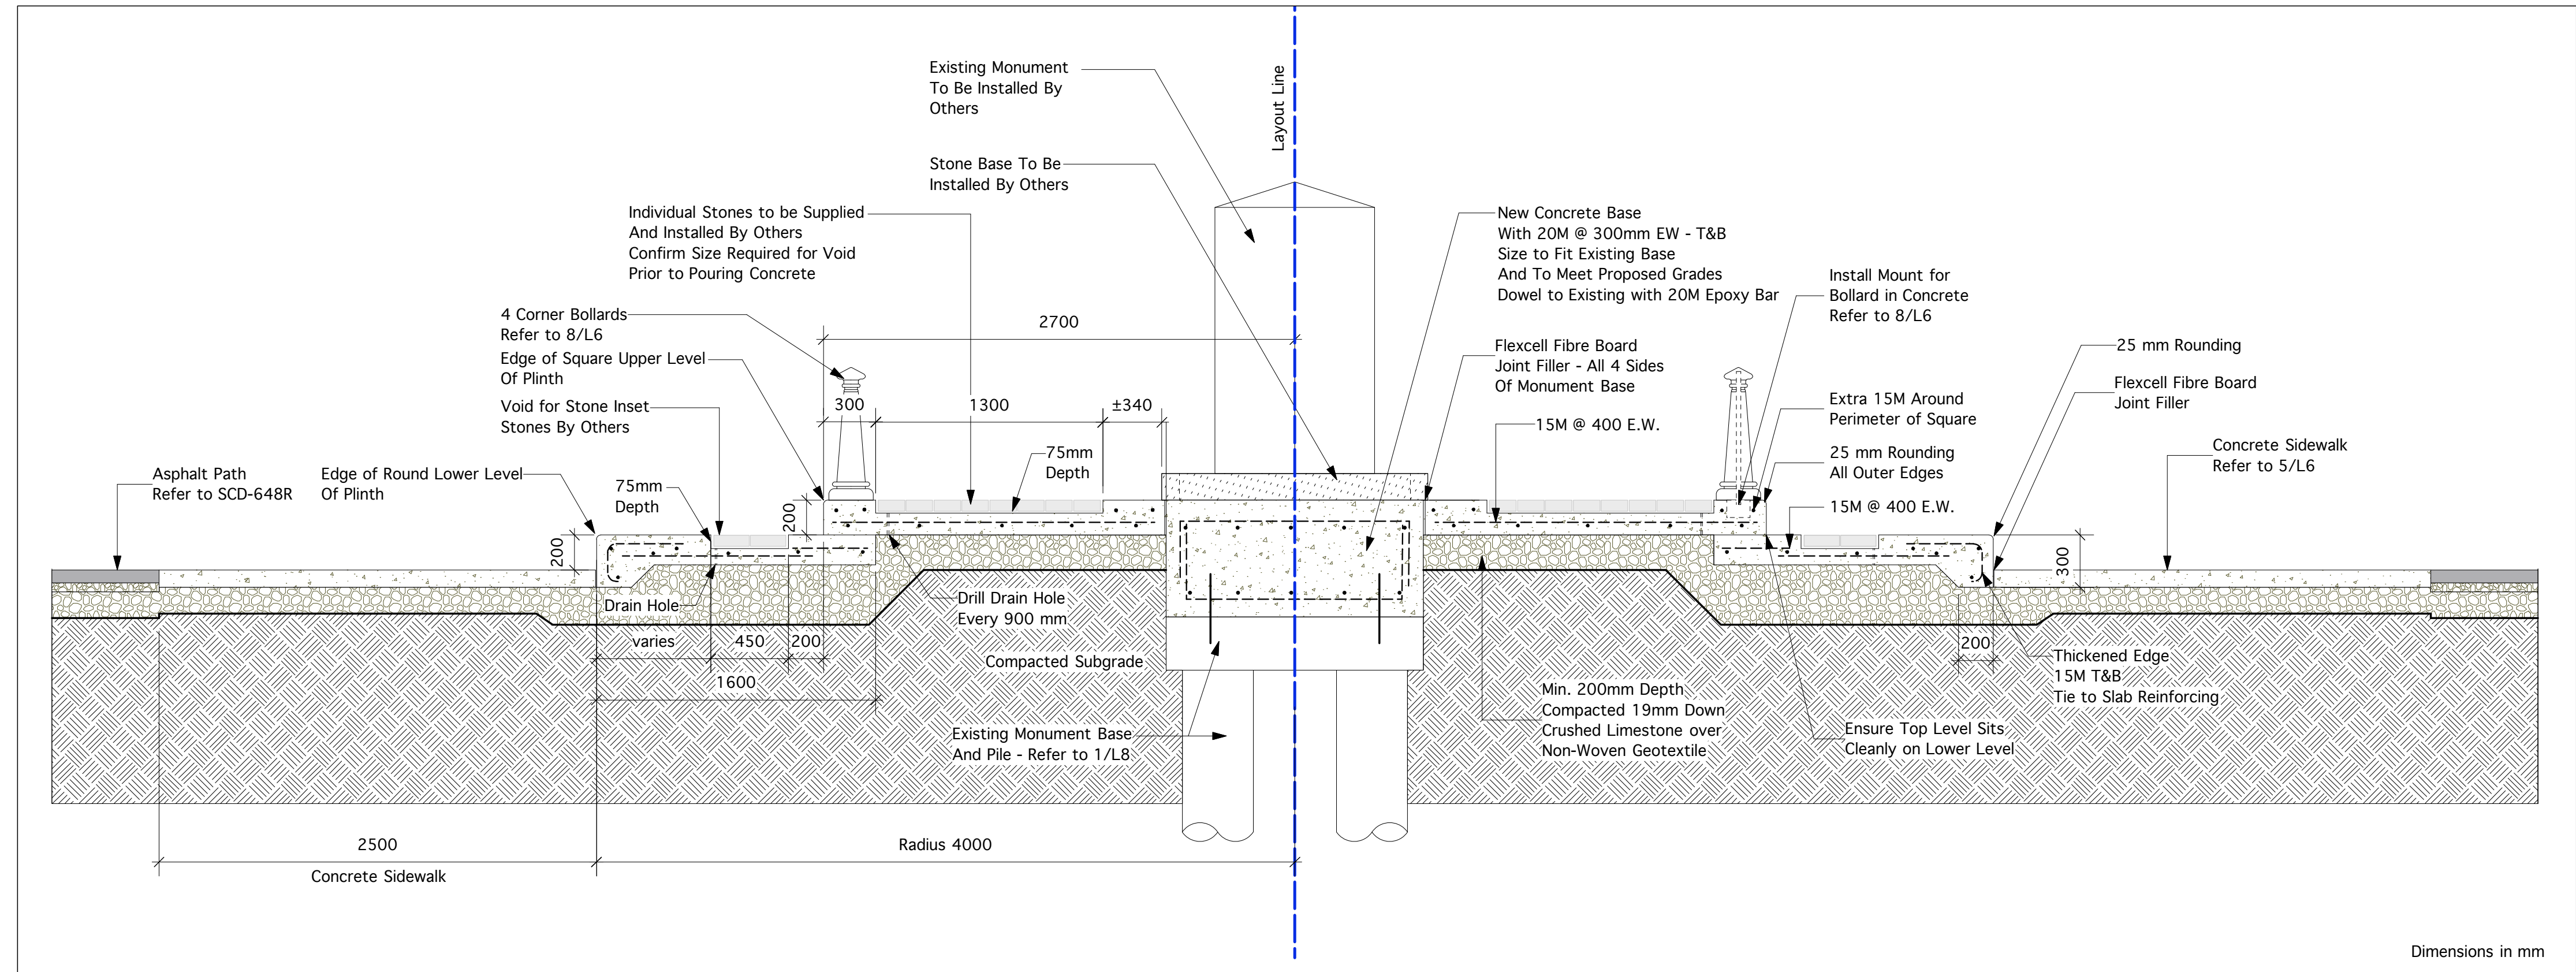 Existing Monument
To Be Installed By
Others
Layout Line
Stone Base To Be
Installed By Others
Individual Stones to be Supplied
And Installed By Others
Confirm Size Required for Void
Prior to Pouring Concrete
New Concrete Base
With 20M @ 300mm EW - T&B
Size to Fit Existing Base
And To Meet Proposed Grades
Dowel to Existing with 20M Epoxy Bar
Install Mount for
Bollard in Concrete
Refer to 8/L6
4 Corner Bollards
Refer to 8/L6
2700
Edge of Square Upper Level
Of Plinth
Flexcell Fibre Board
Joint Filler - All 4 Sides
Of Monument Base
25 mm Rounding
Flexcell Fibre Board
Joint Filler
Void for Stone Inset
Stones By Others
300
1300
±340
15M @ 400 E.W.
Extra 15M Around
Perimeter of Square
Concrete Sidewalk
Refer to 5/L6
25 mm Rounding
All Outer Edges
75mm
Depth
Asphalt Path
Refer to SCD-648R
Edge of Round Lower Level
Of Plinth
75mm
Depth
15M @ 400 E.W.
200
200
300
Drain Hole
Drill Drain Hole
Every 900 mm
varies
450
200
200
Compacted Subgrade
1600
Thickened Edge
15M T&B
Tie to Slab Reinforcing
Min. 200mm Depth
Compacted 19mm Down
Crushed Limestone over
Non-Woven Geotextile
Existing Monument Base
And Pile - Refer to 1/L8
Ensure Top Level Sits
Cleanly on Lower Level
2500
Radius 4000
Concrete Sidewalk
Dimensions in mm